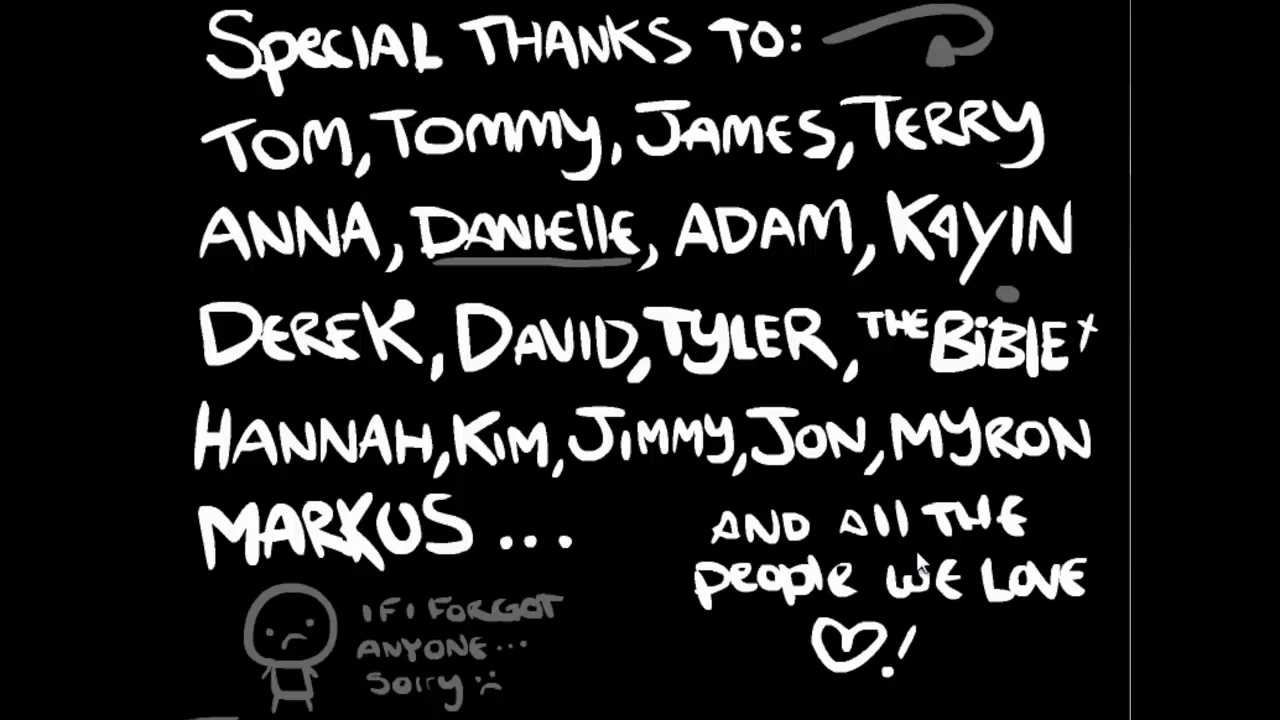 Special THANKS TO:
TOM, TOMMY, JAMES, TERRY
ANNA, DANIElle, ADAM, KAYIN
DEREK, DAVID, TYLER, THE BiBLE
HANNAH, KiM, JiMMY, JON, MYRON
MARKUS ...
AND All THE
people WE LOVE
!
IF I FORGOT
ANYONE...
Sorry :(